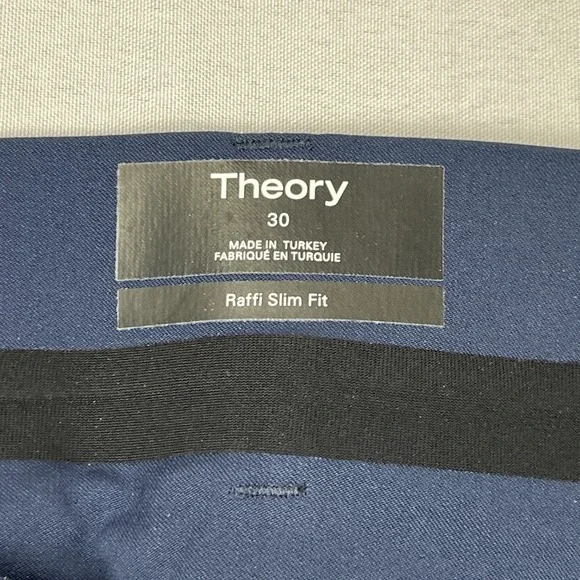 Theory
30
MADE IN TURKEY
FABRIQUÉ EN TURQUIE
Raffi Slim Fit